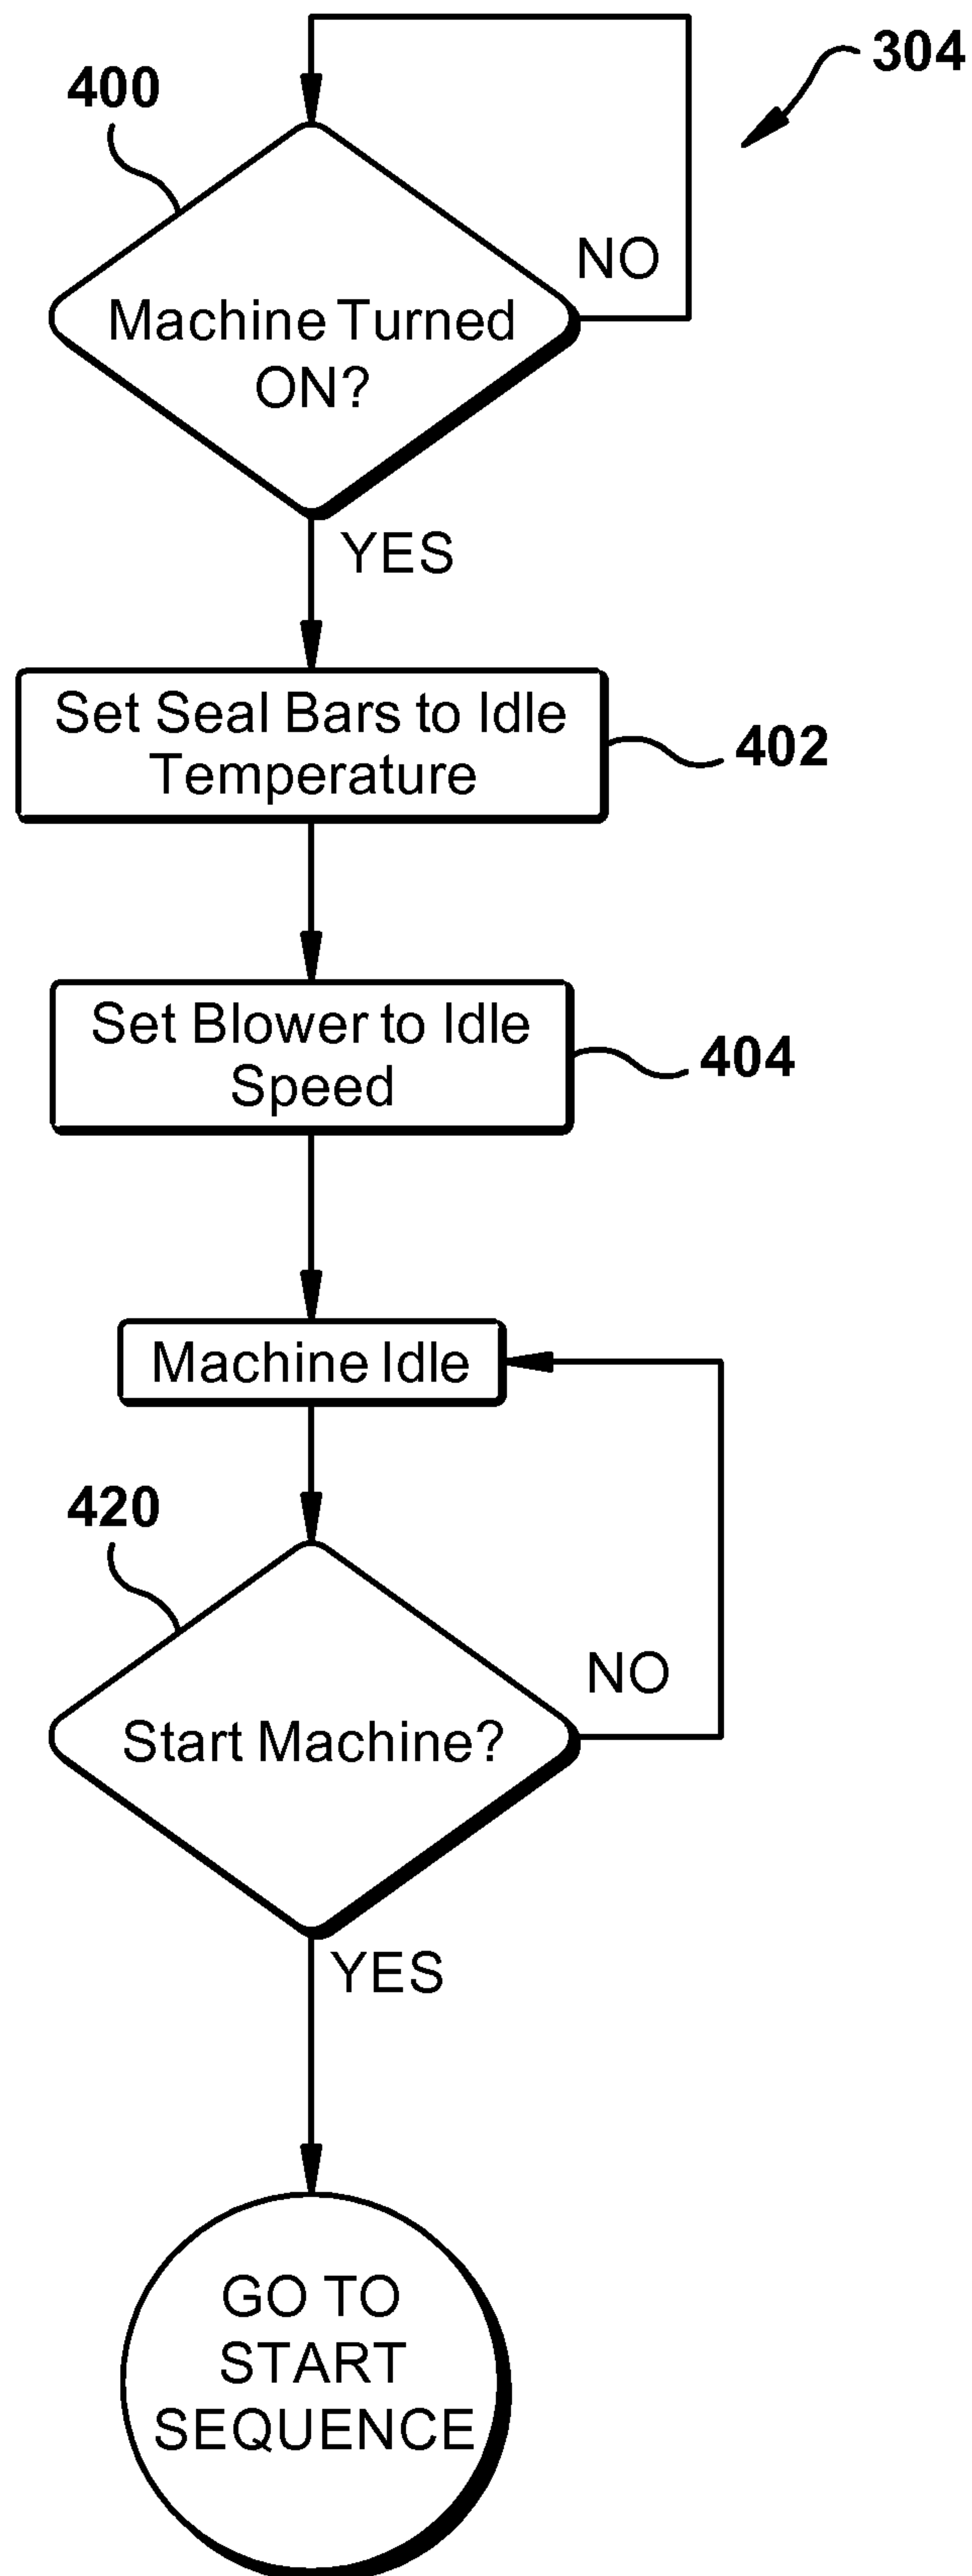 304
400
NO
Machine Turned
ON?
YES
Set Seal Bars to Idle
Temperature
402
Set Blower to Idle
Speed
404
Machine Idle
420
NO
Start Machine?
YES
GO TO
START
SEQUENCE